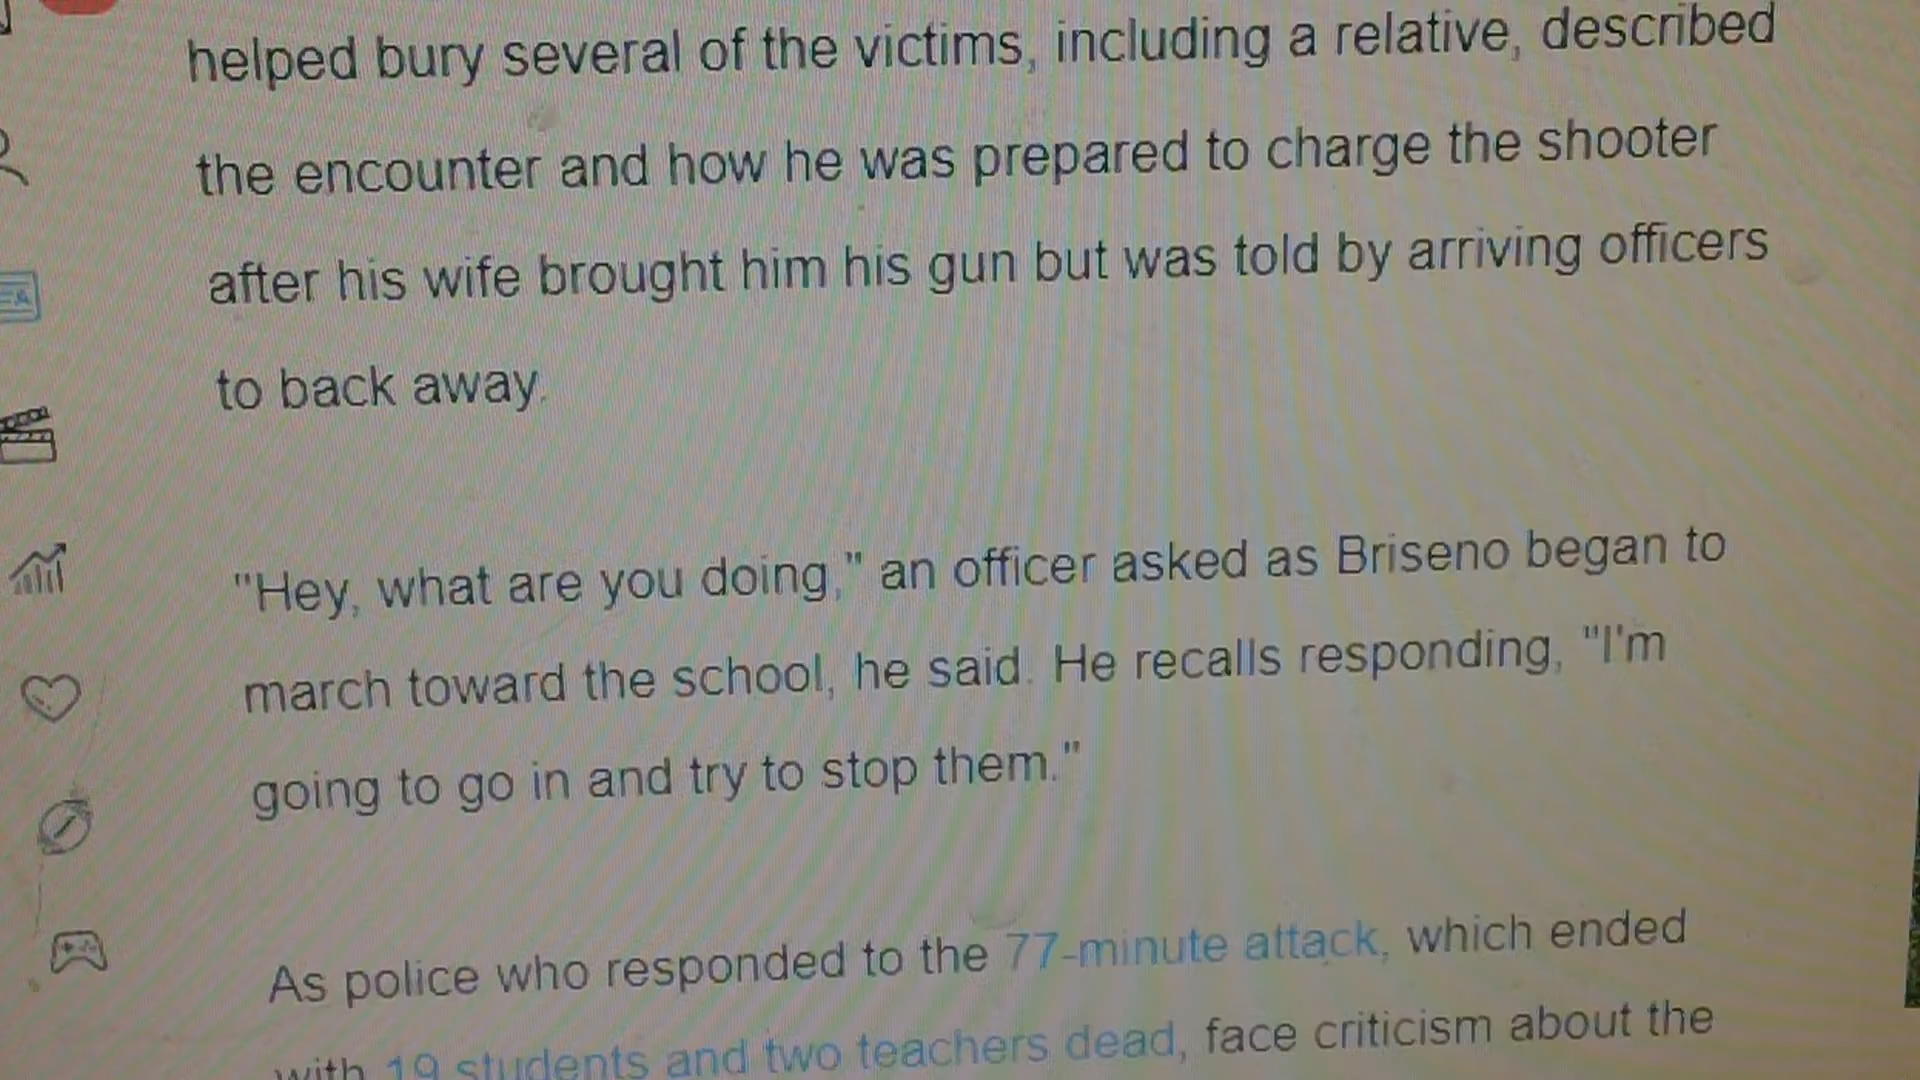 helped bury several of the victims, including a relative, described
the encounter and how he was prepared to charge the shooter
after his wife brought him his gun but was told by arriving officers
to back away.
"Hey, what are you doing," an officer asked as Briseno began to
march toward the school, he said. He recalls responding, "I'm
going to go in and try to stop them."
As police who responded to the 77-minute attack, which ended
with 19 students and two teachers dead, face criticism about the